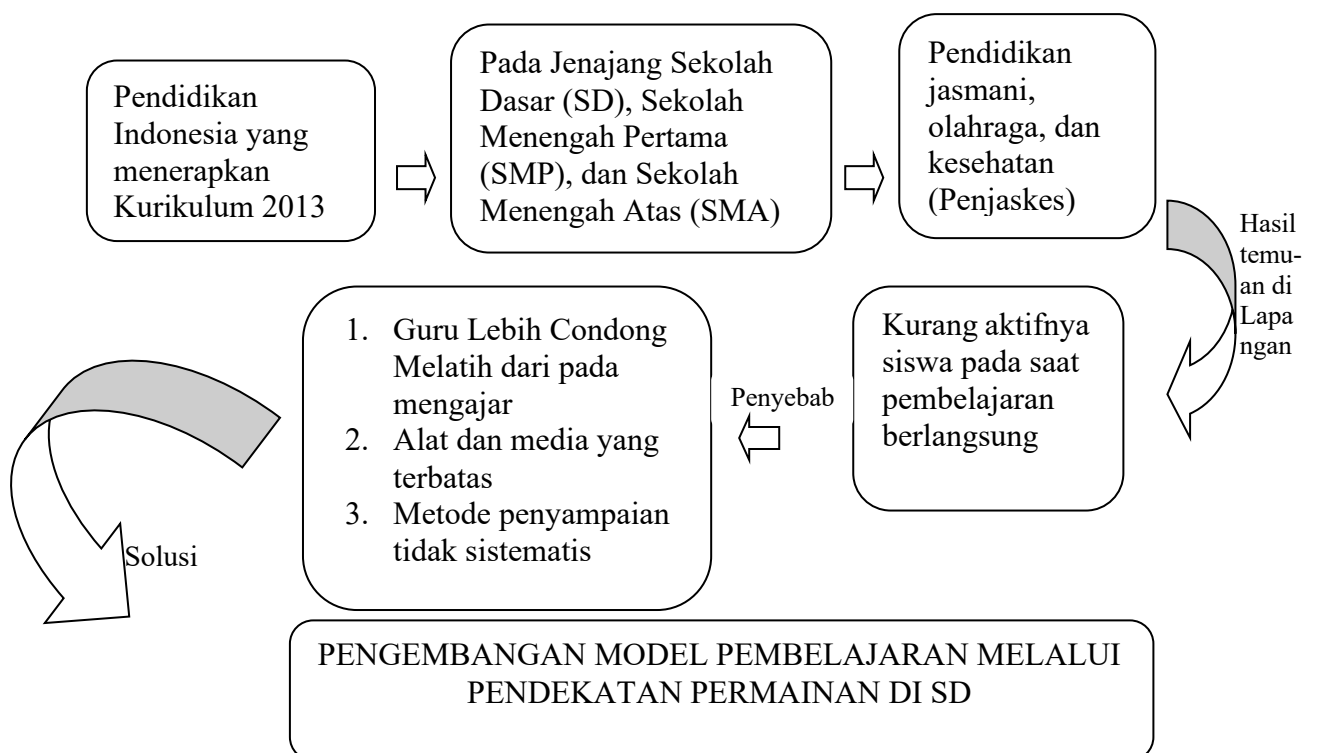 Pendidikan
Indonesia yang
menerapkan
Kurikulum 2013
Pada Jenajang Sekolah
Dasar (SD), Sekolah
Menengah Pertama
(SMP), dan Sekolah
Menengah Atas (SMA)
Pendidikan
jasmani,
olahraga, dan
kesehatan
(Penjaskes)
Hasil
temu-
an di
Lapa
ngan
Kurang aktifnya
siswa pada saat
pembelajaran
berlangsung
Penyebab
1. Guru Lebih Condong
Melatih dari pada
mengajar
2. Alat dan media yang
terbatas
3. Metode penyampaian
tidak sistematis
Solusi
PENGEMBANGAN MODEL PEMBELAJARAN MELALUI
PENDEKATAN PERMAINAN DI SD